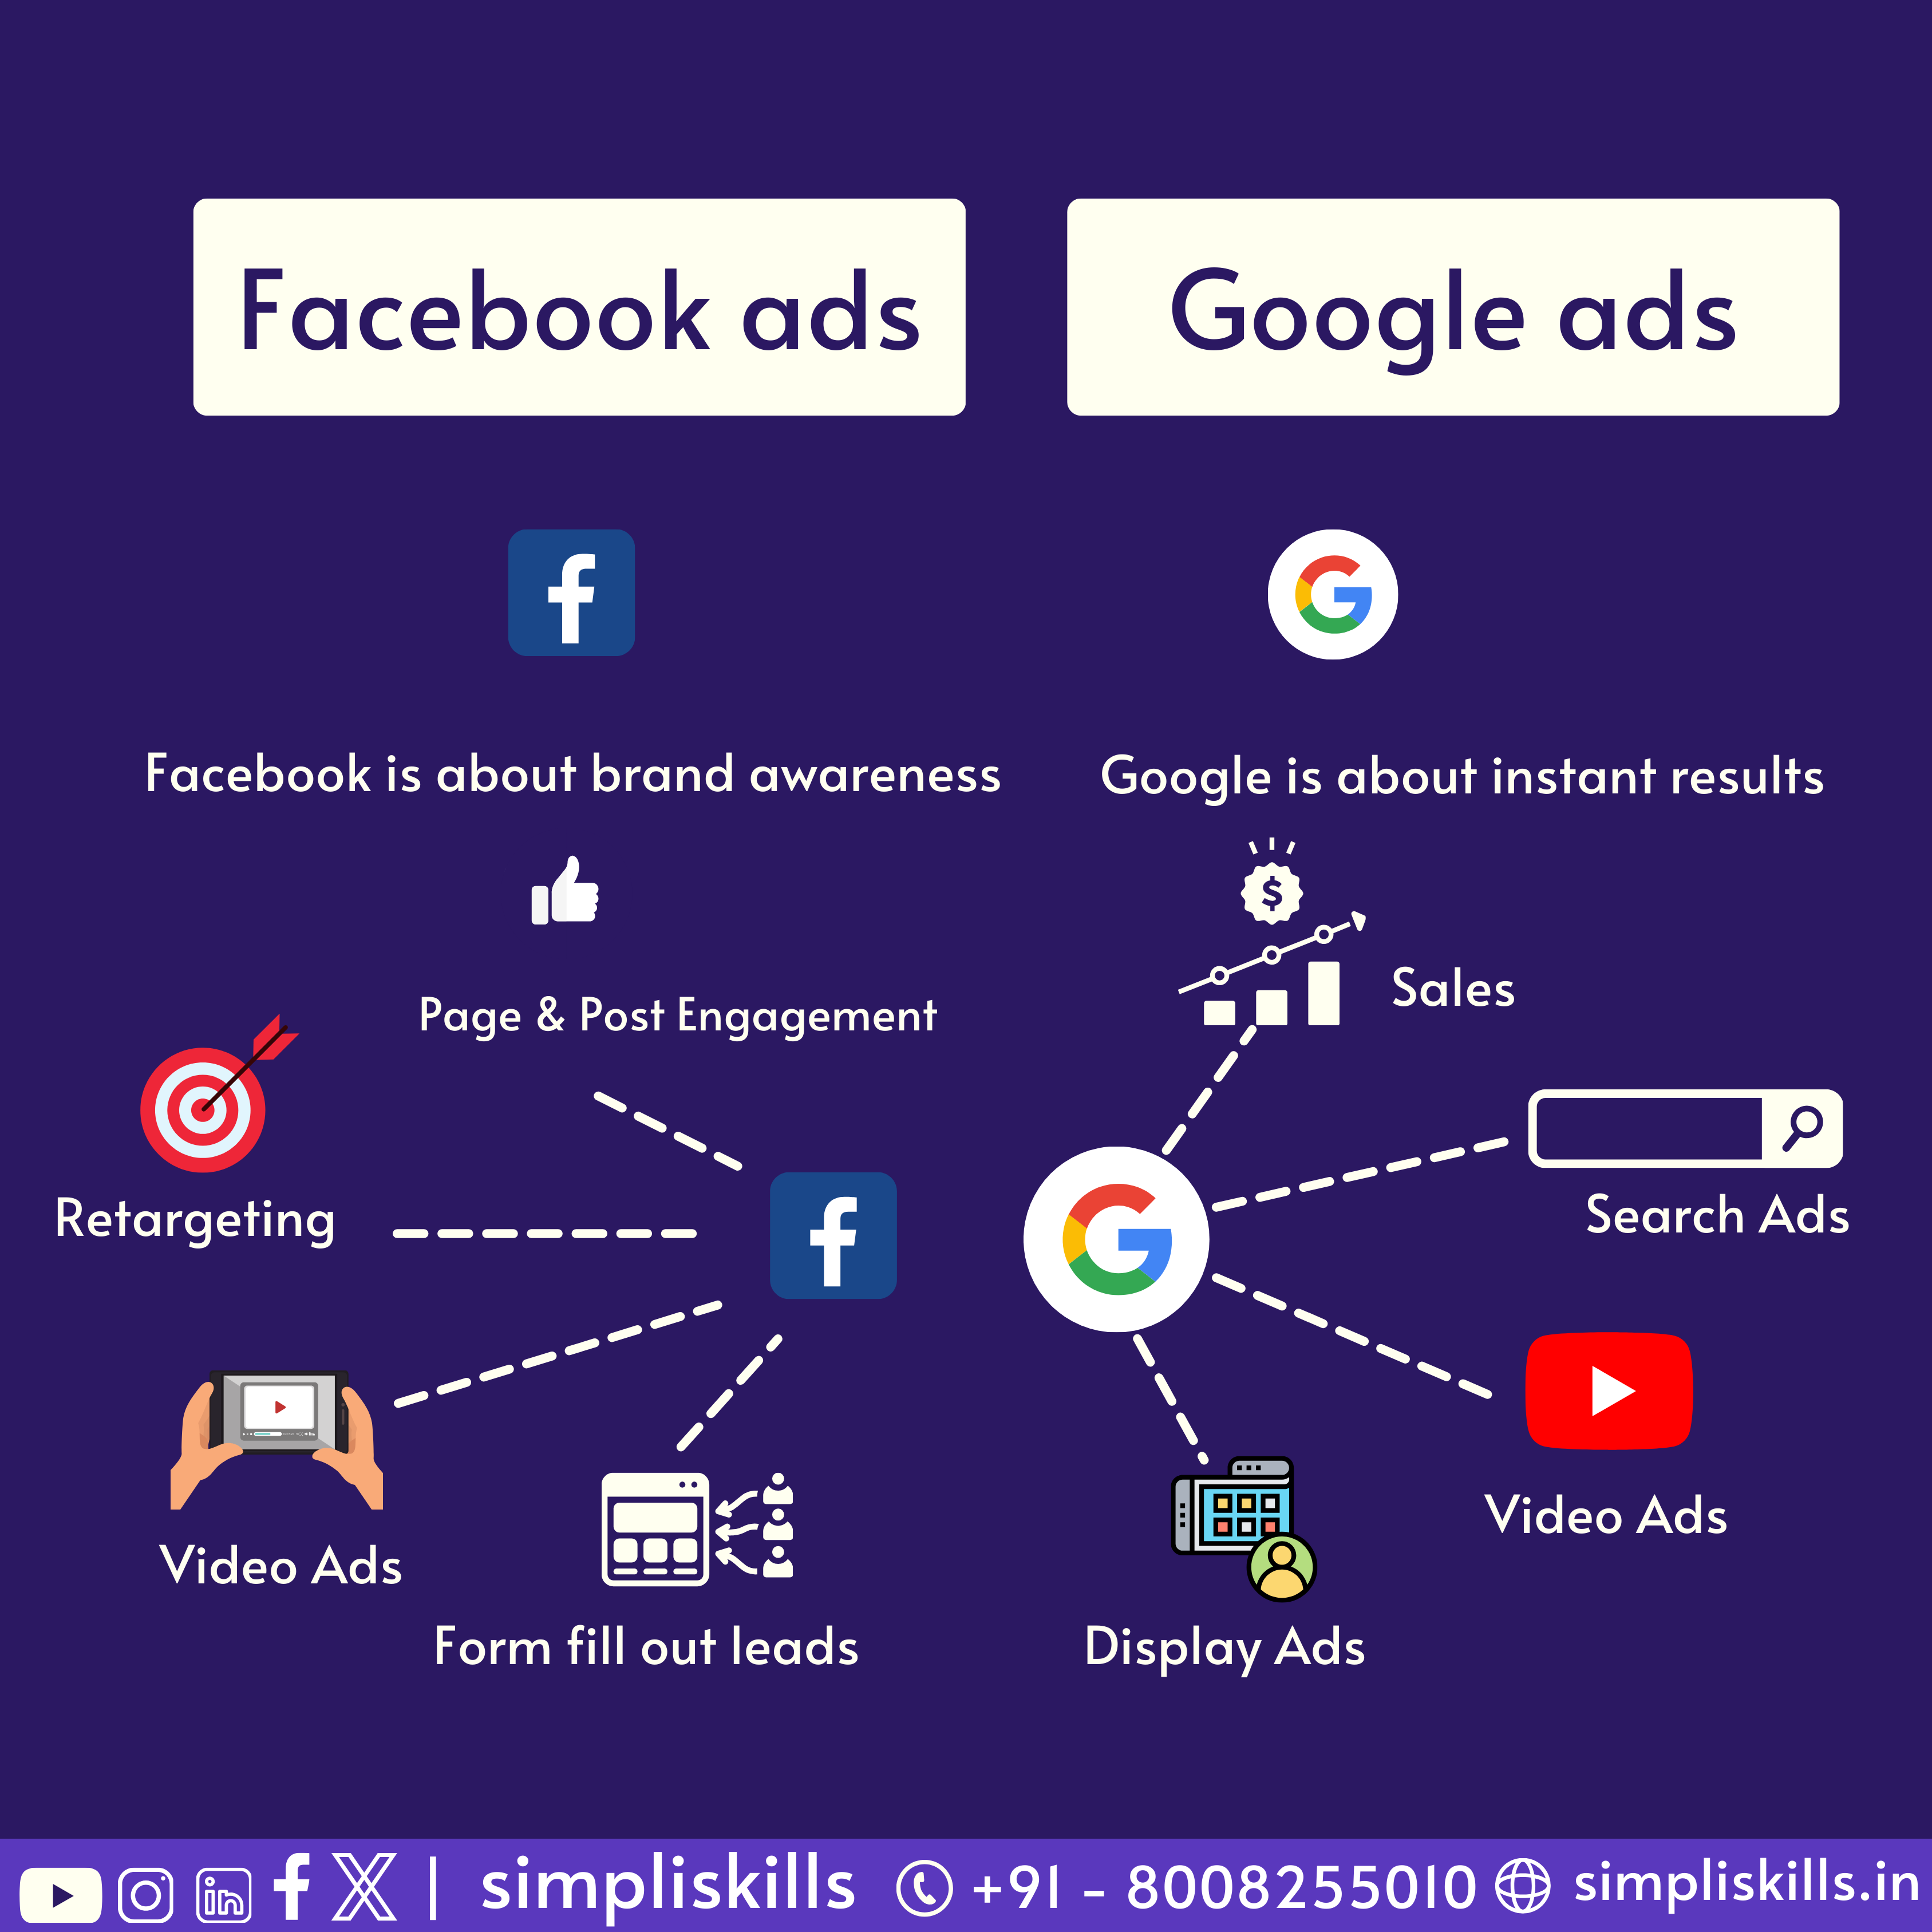 Facebook ads
Google ads
Facebook is about brand awareness
Google is about instant results
Page & Post Engagement
Sales
Retargeting
Search Ads
Video Ads
Video Ads
Form fill out leads
Display Ads
in
| simpliskills +91 - 8008255010 simpliskills.in